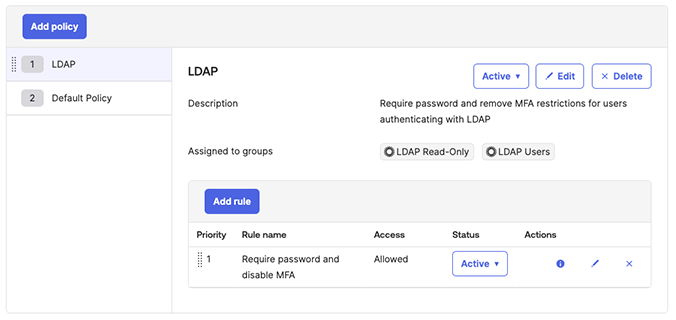 Add policy
1 LDAP
2 Default Policy
LDAP
Active ▾ Edit × Delete
Description Require password and remove MFA restrictions for users
authenticating with LDAP
Assigned to groups LDAP Read-Only LDAP Users
Add rule
Priority Rule name Access Status Actions
1 Require password and Allowed Active ▾
disable MFA